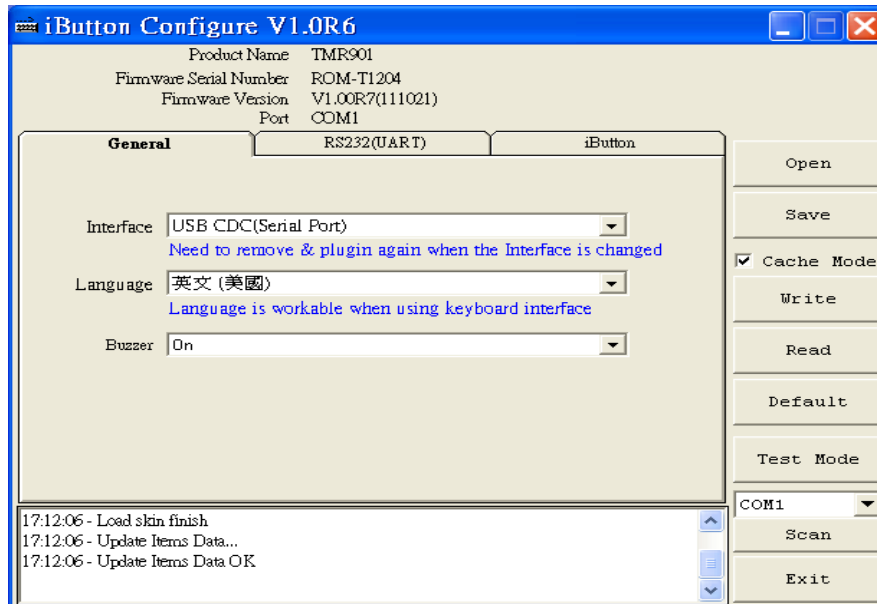 iButton Configure V1.0R6
Product Name TMR901
Firmware Serial Number ROM-T1204
Firmware Version V1.00R7(111021)
Port COM1
General RS232(UART) iButton
Interface USB CDC(Serial Port)
Need to remove & plugin again when the Interface is changed
Language 英文 (美國)
Language is workable when using keyboard interface
Buzzer On
Open
Save
Cache Mode
Write
Read
Default
Test Mode
COM1
Scan
Exit
17:12:06 - Load skin finish
17:12:06 - Update Items Data...
17:12:06 - Update Items Data OK